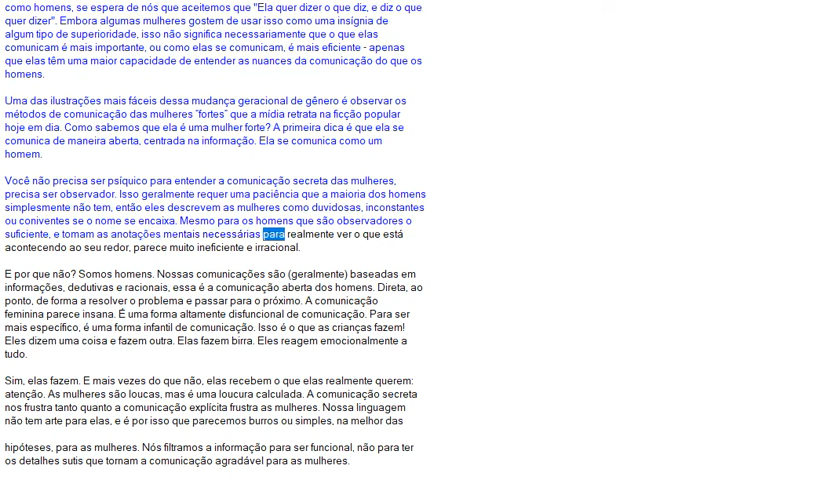 como homens, se espera de nós que aceitemos que "Ela quer dizer o que diz, e diz o que
quer dizer". Embora algumas mulheres gostem de usar isso como uma insígnia de
algum tipo de superioridade, isso não significa necessariamente que o que elas
comunicam é mais importante, ou como elas se comunicam, é mais eficiente - apenas
que elas têm uma maior capacidade de entender as nuances da comunicação do que os
homens.
Uma das ilustrações mais fáceis dessa mudança geracional de gênero é observar os
métodos de comunicação das mulheres "fortes" que a mídia retrata na ficção popular
hoje em dia. Como sabemos que ela é uma mulher forte? A primeira dica é que ela se
comunica de maneira aberta, centrada na informação. Ela se comunica como um
homem.
Você não precisa ser psíquico para entender a comunicação secreta das mulheres,
precisa ser observador. Isso geralmente requer uma paciência que a maioria dos homens
simplesmente não tem, então eles descrevem as mulheres como duvidosas, inconstantes
ou coniventes se o nome se encaixa. Mesmo para os homens que são observadores o
suficiente, e tomam as anotações mentais necessárias para realmente ver o que está
acontecendo ao seu redor, parece muito ineficiente e irracional.
E por que não? Somos homens. Nossas comunicações são (geralmente) baseadas em
informações, dedutivas e racionais, essa é a comunicação aberta dos homens. Direta, ao
ponto, de forma a resolver o problema e passar para o próximo. A comunicação
feminina parece insana. É uma forma altamente disfuncional de comunicação. Para ser
mais específico, é uma forma infantil de comunicação. Isso é o que as crianças fazem!
Eles dizem uma coisa e fazem outra. Elas fazem birra. Eles reagem emocionalmente a
tudo.
Sim, elas fazem. E mais vezes do que não, elas recebem o que elas realmente querem:
atenção. As mulheres são loucas, mas é uma loucura calculada. A comunicação secreta
nos frustra tanto quanto a comunicação explícita frustra as mulheres. Nossa linguagem
não tem arte para elas, e é por isso que parecemos burros ou simples, na melhor das
hipóteses, para as mulheres. Nós filtramos a informação para ser funcional, não para ter
os detalhes sutis que tornam a comunicação agradável para as mulheres.